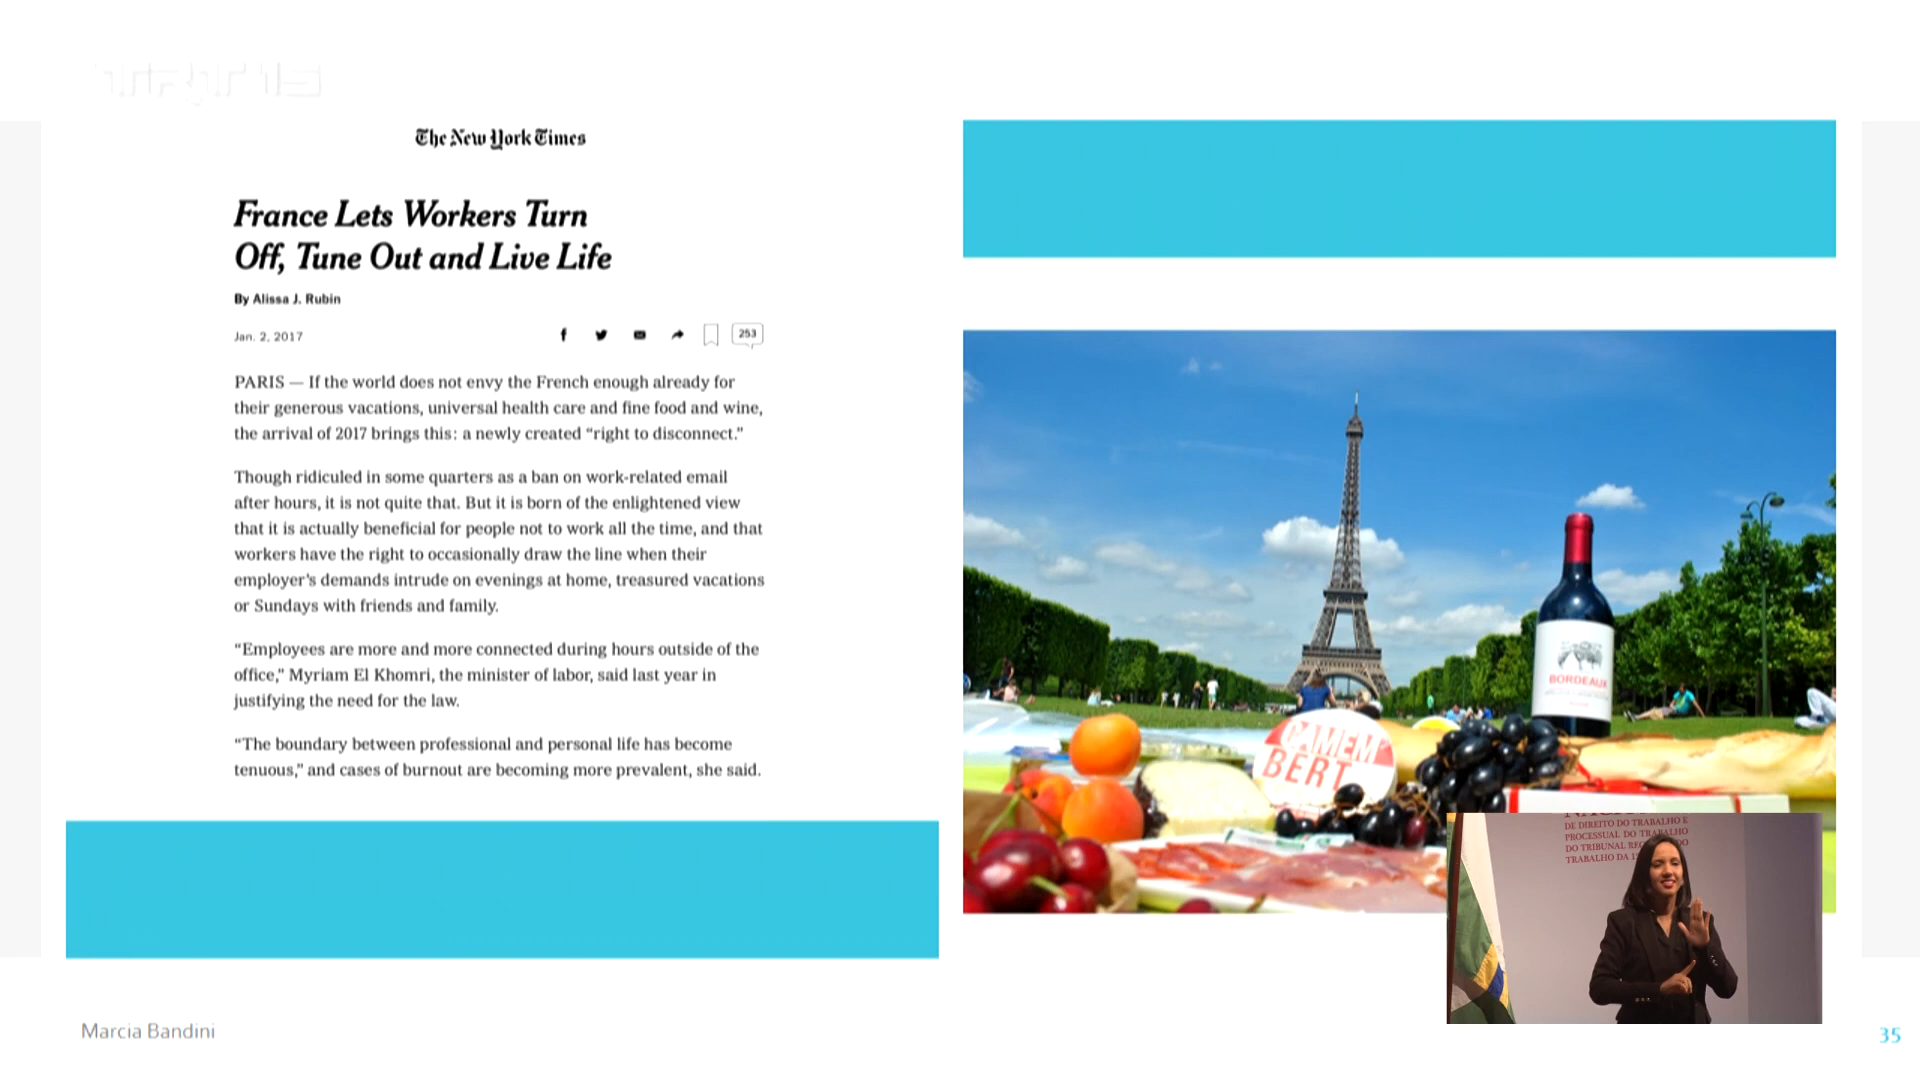 TRT 15
The New York Times
France Lets Workers Turn
Off, Tune Out and Live Life
By Alissa J. Rubin
Jan. 2, 2017
253
PARIS — If the world does not envy the French enough already for
their generous vacations, universal health care and fine food and wine,
the arrival of 2017 brings this: a newly created “right to disconnect.”
Though ridiculed in some quarters as a ban on work-related email
after hours, it is not quite that. But it is born of the enlightened view
that it is actually beneficial for people not to work all the time, and that
workers have the right to occasionally draw the line when their
employer’s demands intrude on evenings at home, treasured vacations
or Sundays with friends and family.
“Employees are more and more connected during hours outside of the
office,” Myriam El Khomri, the minister of labor, said last year in
justifying the need for the law.
“The boundary between professional and personal life has become
tenuous,” and cases of burnout are becoming more prevalent, she said.
BORDEAUX
CAMEM
BERT
DE DIREITO DO TRABALHO E
PROCESSUAL DO TRABALHO
DO TRIBUNAL
TRABALHO DA
Marcia Bandini
35